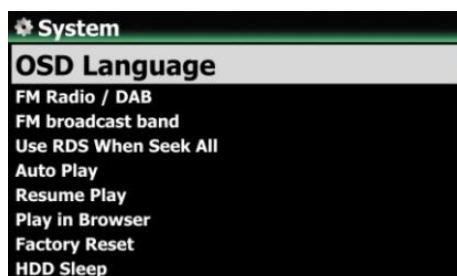 System
OSD Language
FM Radio / DAB
FM broadcast band
Use RDS When Seek All
Auto Play
Resume Play
Play in Browser
Factory Reset
HDD Sleep